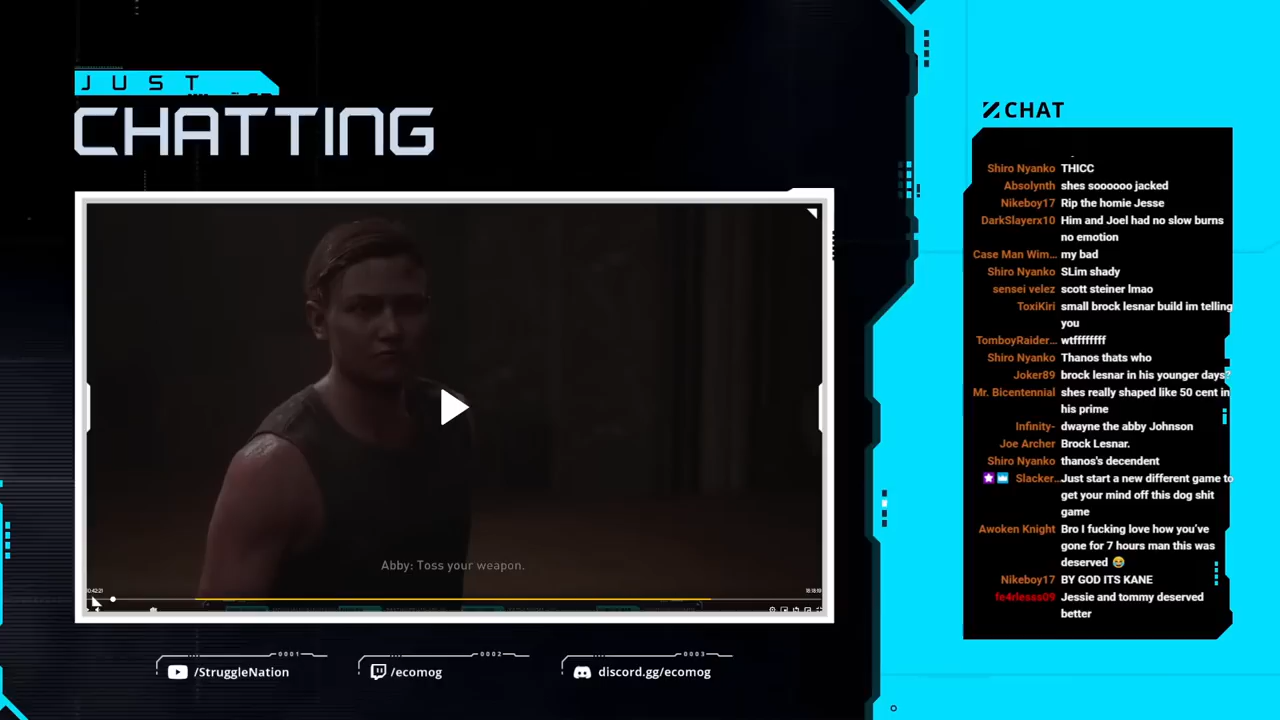 JUST
CHATTING
CHAT
Shiro Nyanko THICC
Absolynth shes soooooo jacked
Nikeboy17 Rip the homie Jesse
DarkSlayerx10 Him and Joel had no slow burns
no emotion
Case Man Wim... my bad
Shiro Nyanko SLim shady
sensei velez scott steiner lmao
ToxiKiri small brock lesnar build im telling
you
TomboyRaider... wtffffffff
Shiro Nyanko Thanos thats who
Joker89 brock lesnar in his younger days?
Mr. Bicentennial shes really shaped like 50 cent in
his prime
Infinity- dwayne the abby Johnson
Joe Archer Brock Lesnar.
Shiro Nyanko thanos's decendent
Slacker... Just start a new different game to
get your mind off this dog shit
game
Awoken Knight Bro I fucking love how you've
gone for 7 hours man this was
deserved 😂
Nikeboy17 BY GOD ITS KANE
fe4rlesss09 Jessie and tommy deserved
better
Abby: Toss your weapon.
0001
/StruggleNation
0002
/ecomog
0003
discord.gg/ecomog